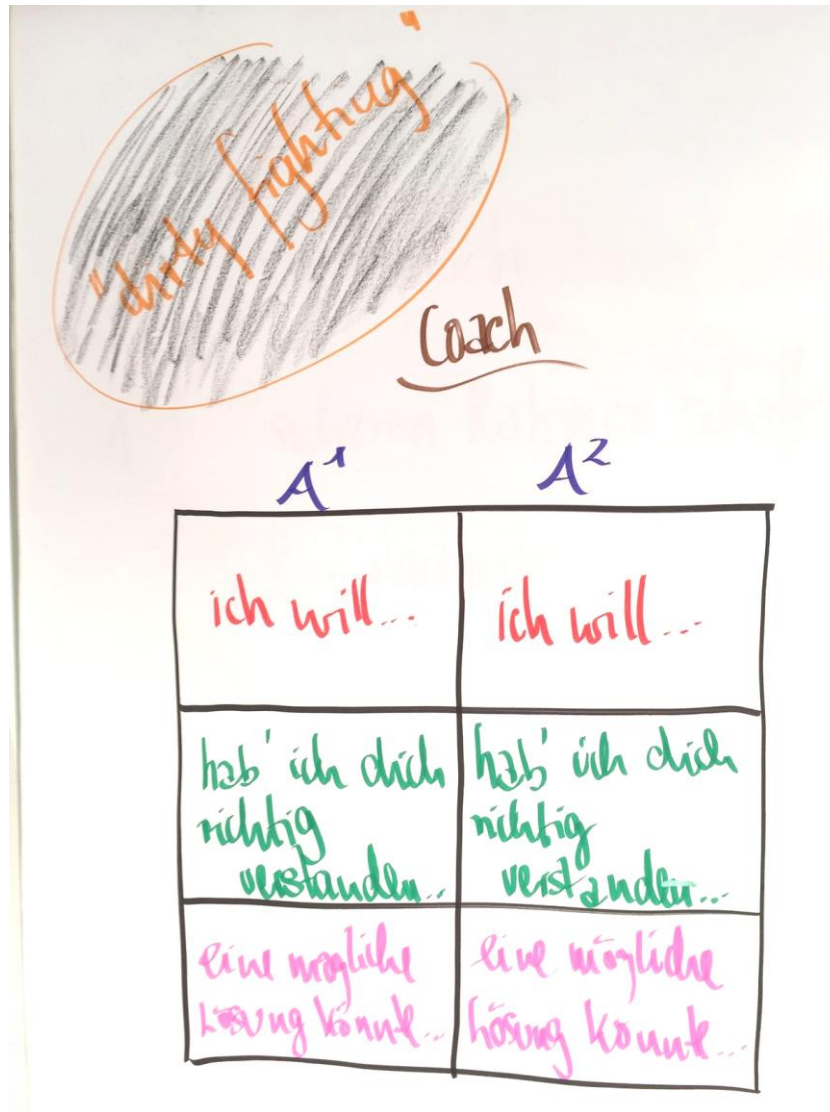 "dirty fighting"
Coach
A¹ A²
ich will... ich will...
hab' ich dich hab' ich dich
richtig richtig
verstanden... verstanden...
eine mögliche eine mögliche
Lösung könnte... Lösung könnte...